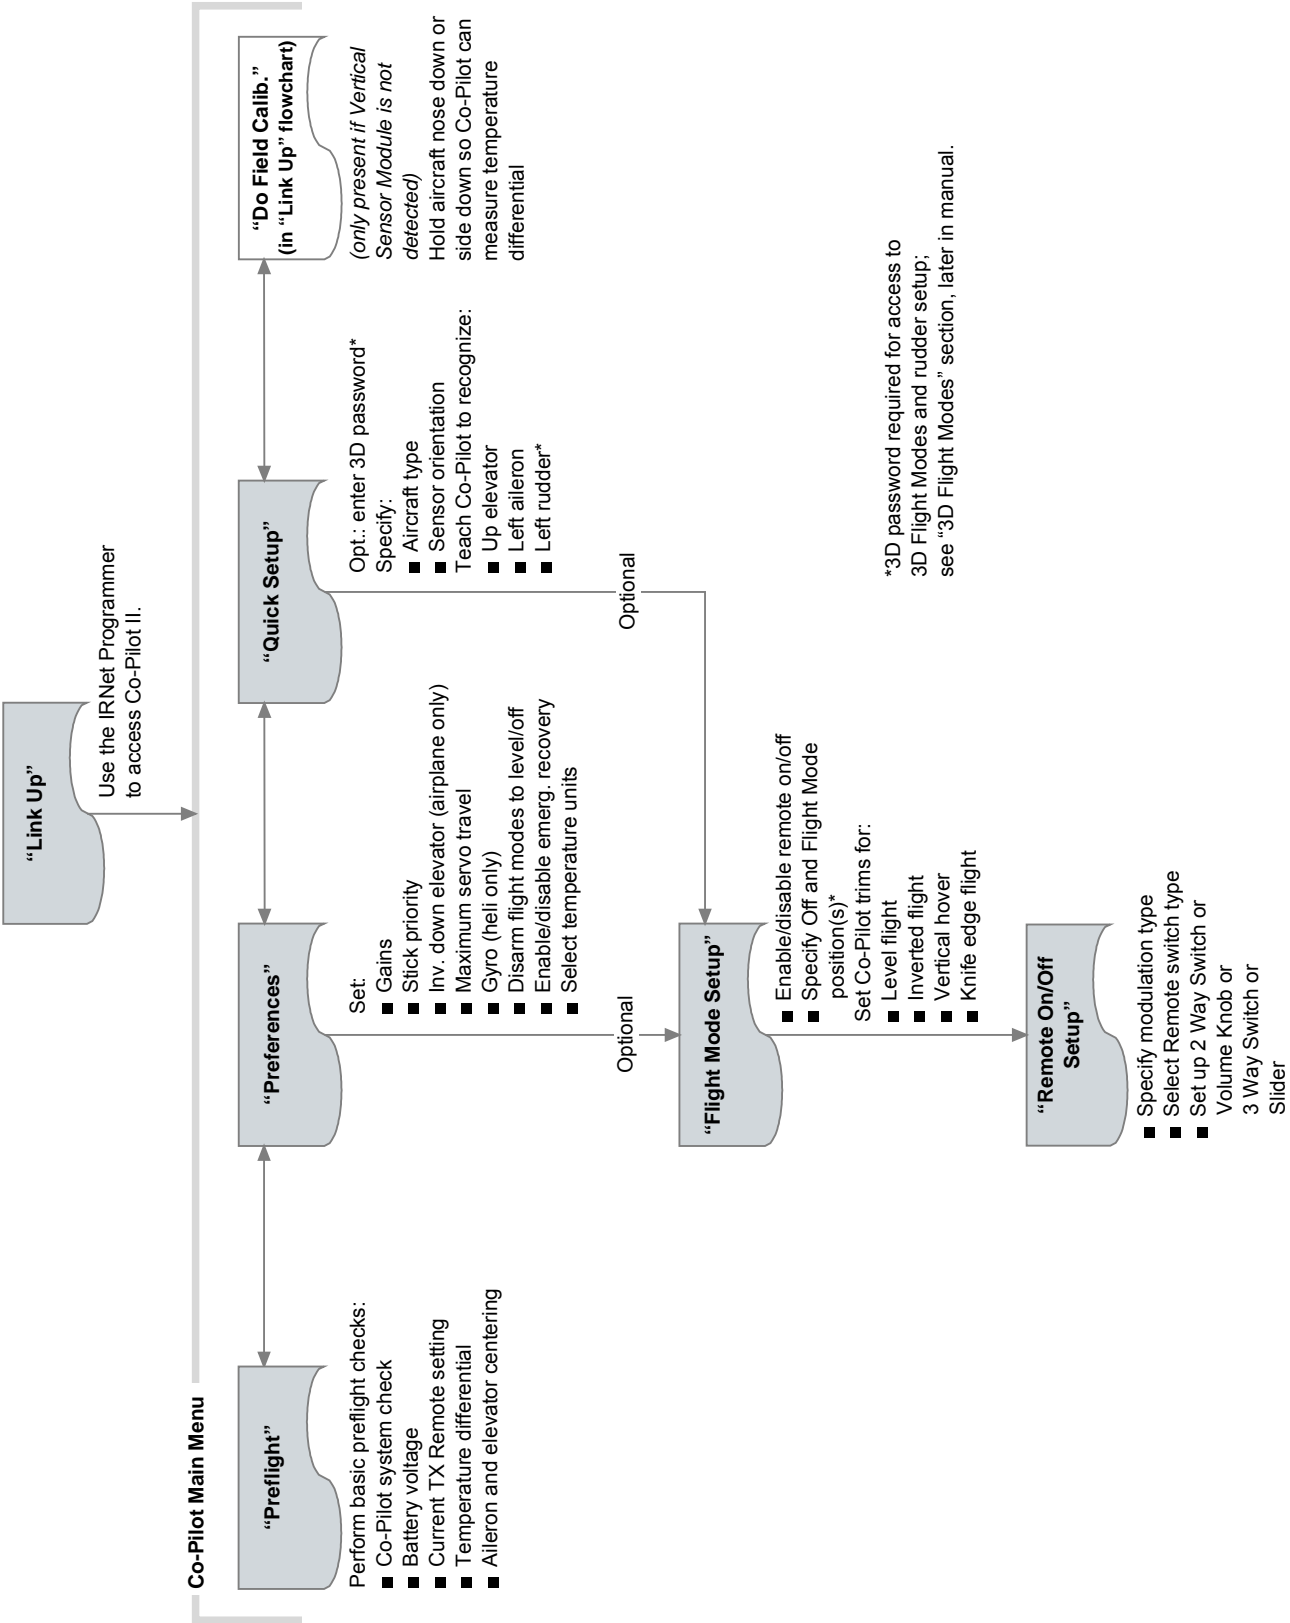 “Link Up”
Use the IRNet Programmer
to access Co-Pilot II.
Co-Pilot Main Menu
“Preflight”
Perform basic preflight checks:
■ Co-Pilot system check
■ Battery voltage
■ Current TX Remote setting
■ Temperature differential
■ Aileron and elevator centering
“Preferences”
Set:
■ Gains
■ Stick priority
■ Inv. down elevator (airplane only)
■ Maximum servo travel
■ Gyro (heli only)
■ Disarm flight modes to level/off
■ Enable/disable emerg. recovery
■ Select temperature units
Optional
“Quick Setup”
Opt.: enter 3D password*
Specify:
■ Aircraft type
■ Sensor orientation
Teach Co-Pilot to recognize:
■ Up elevator
■ Left aileron
■ Left rudder*
Optional
“Do Field Calib.”
(in “Link Up” flowchart)
(only present if Vertical
Sensor Module is not
detected)
Hold aircraft nose down or
side down so Co-Pilot can
measure temperature
differential
“Flight Mode Setup”
■ Enable/disable remote on/off
■ Specify Off and Flight Mode
position(s)*
Set Co-Pilot trims for:
■ Level flight
■ Inverted flight
■ Vertical hover
■ Knife edge flight
*3D password required for access to
3D Flight Modes and rudder setup;
see “3D Flight Modes” section, later in manual.
“Remote On/Off
Setup”
■ Specify modulation type
■ Select Remote switch type
■ Set up 2 Way Switch or
Volume Knob or
3 Way Switch or
Slider